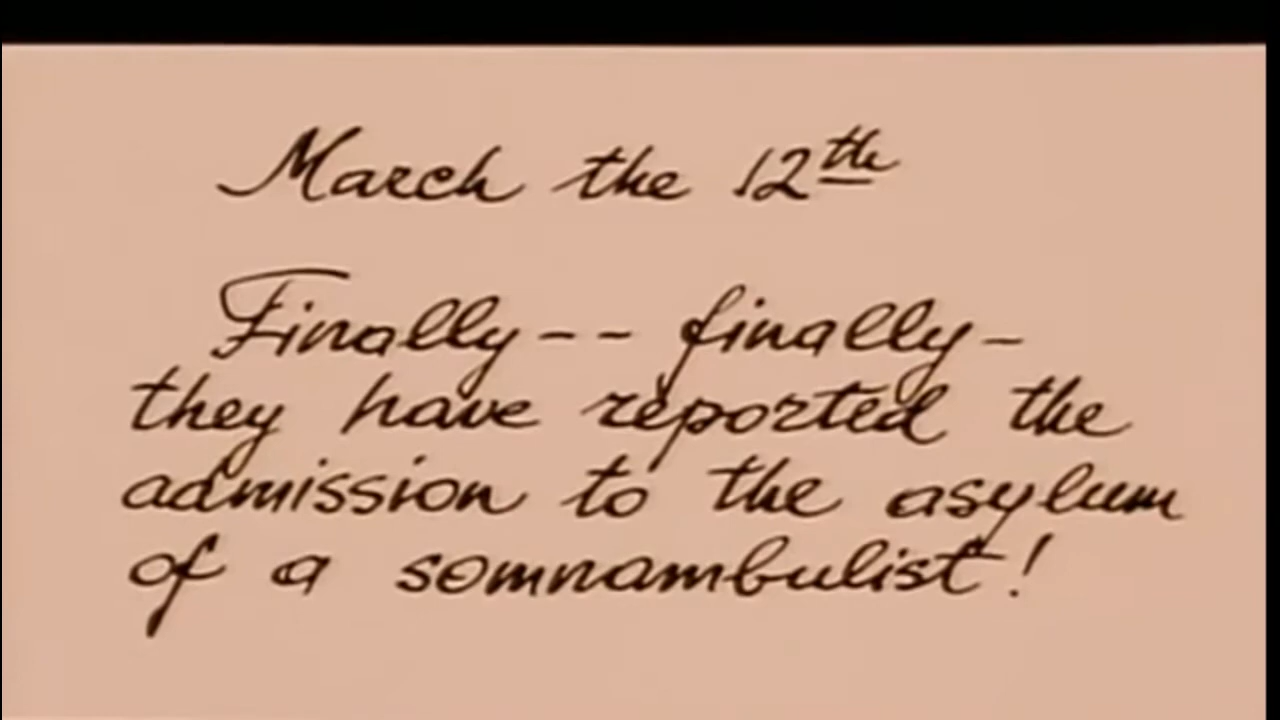 March the 12th
Finally -- finally -
they have reported the
admission to the asylum
of a somnambulist!